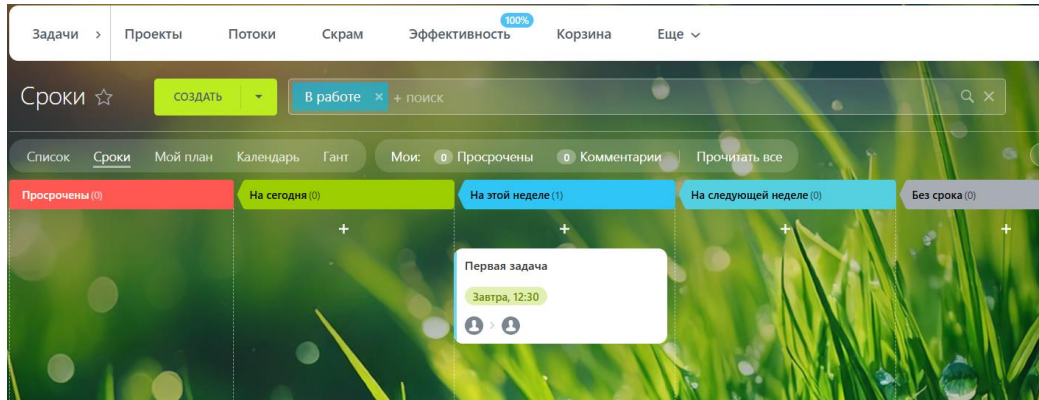 100%
Задачи > Проекты Потоки Скрам Эффективность Корзина Еще
Сроки СОЗДАТЬ В работе × + поиск
Список Сроки Мой план Календарь Гант Мои: 0 Просрочены 0 Комментарии Прочитать все
Просрочены (0) На сегодня (0) На этой неделе (1) На следующей неделе (0) Без срока (0)
+ + + +
Первая задача
Завтра, 12:30